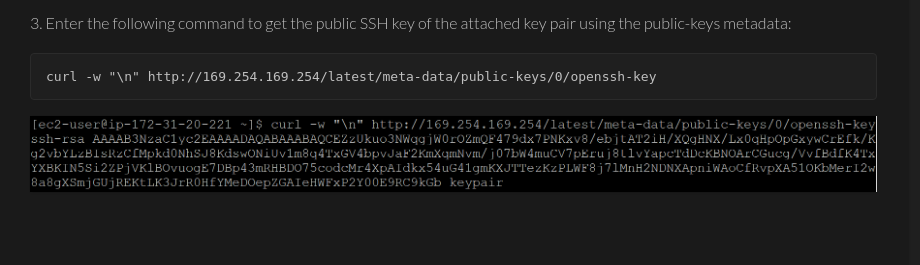 3. Enter the following command to get the public SSH key of the attached key pair using the public-keys metadata:
curl -w "\n" http://169.254.169.254/latest/meta-data/public-keys/0/openssh-key
[ec2-user@ip-172-31-20-221 ~]$ curl -w "\n" http://169.254.169.254/latest/meta-data/public-keys/0/openssh-key
ssh-rsa AAAAB3NzaC1yc2EAAAADAQABAAABAQCEZzUkuo3NWqgjW0rOZmQF479dx7PNKxv8/ebjtAT2iH/XQgHNX/Lx0qHpOpGxywCrEfk/K
q2vbYLzBlsRzCfMpkd0NhSJ8KdswONiUv1m8q4TxGV4bpvJaF2KmXqmNvm/j07bW4muCV7pEruj8tlvYapcTdDcKBNOArCGucq/VvfBdfK4Tx
YXBKIN5Si2ZPjVKlBOvuogE7DBp43mRHBDO75codcMr4XpAIdkx54uG41gmKXJTTezKzPLWF8j7lMnH2NDNXApniWAoCfRvpXA51OKbMerI2w
8a8gXSmjGUjREKtLK3JrR0HfYMeDOepZGAIeHWFxP2Y00E9RC9kGb keypair